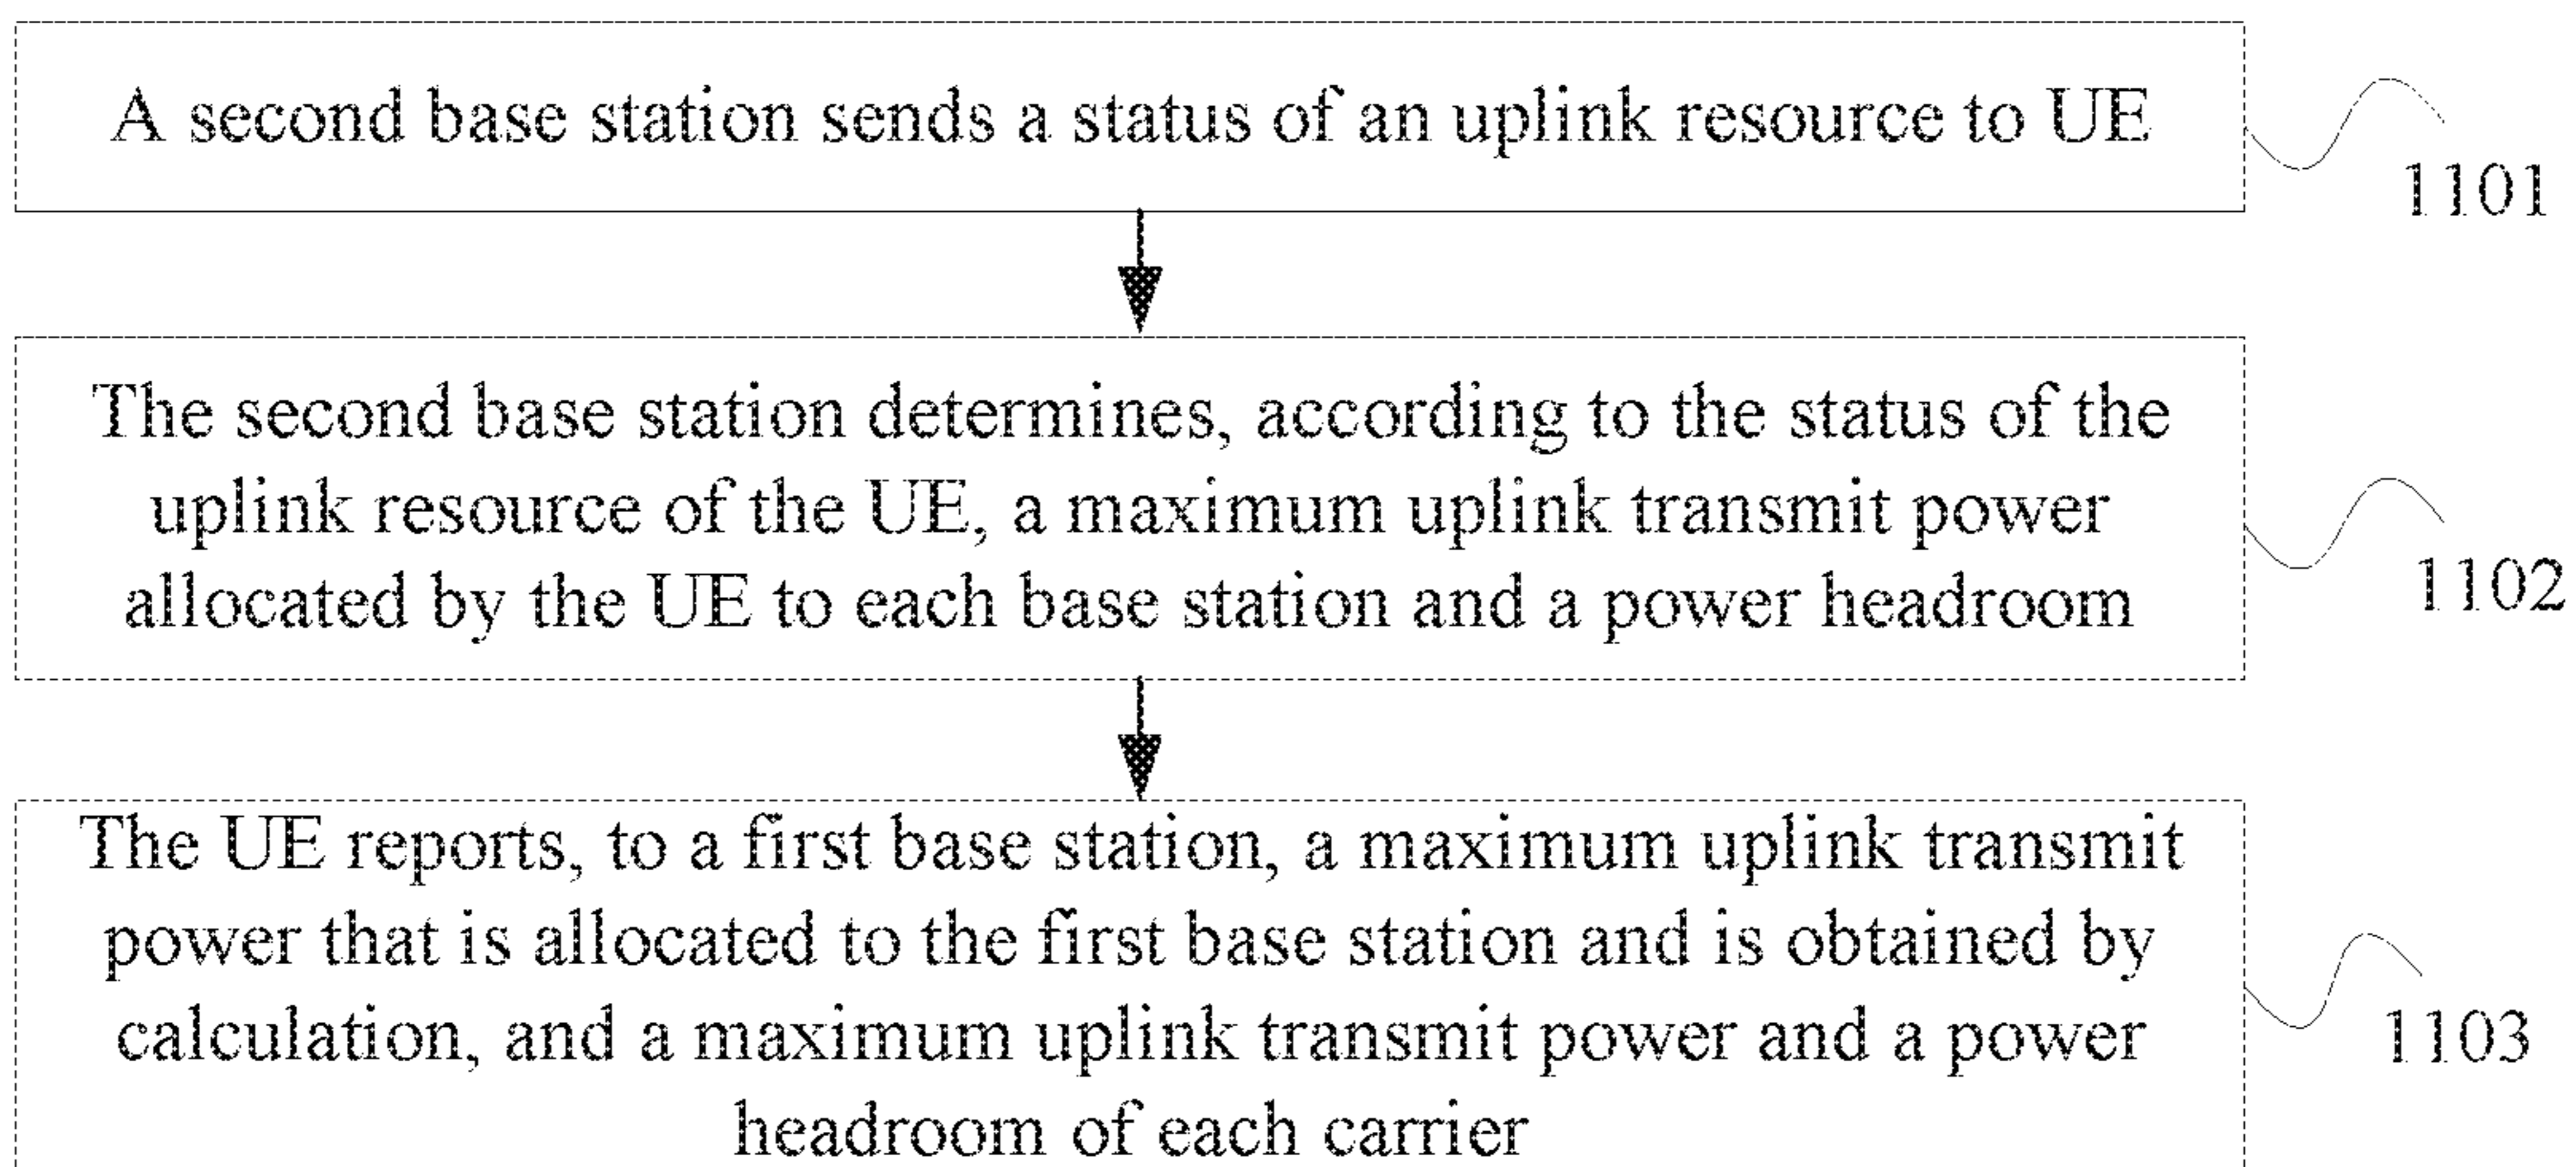 A second base station sends a status of an uplink resource to UE
1101
The second base station determines, according to the status of the
uplink resource of the UE, a maximum uplink transmit power
allocated by the UE to each base station and a power headroom
1102
The UE reports, to a first base station, a maximum uplink transmit
power that is allocated to the first base station and is obtained by
calculation, and a maximum uplink transmit power and a power
headroom of each carrier
1103